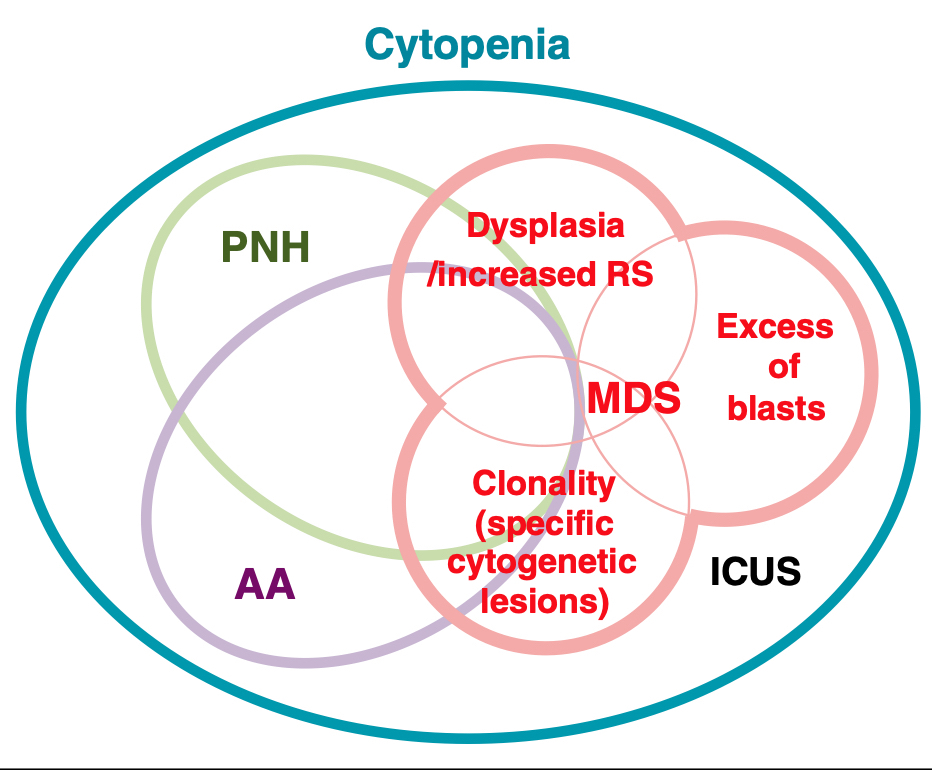 Cytopenia
PNH
Dysplasia
/increased RS
Excess
of
blasts
MDS
Clonality
(specific
cytogenetic
lesions)
AA
ICUS